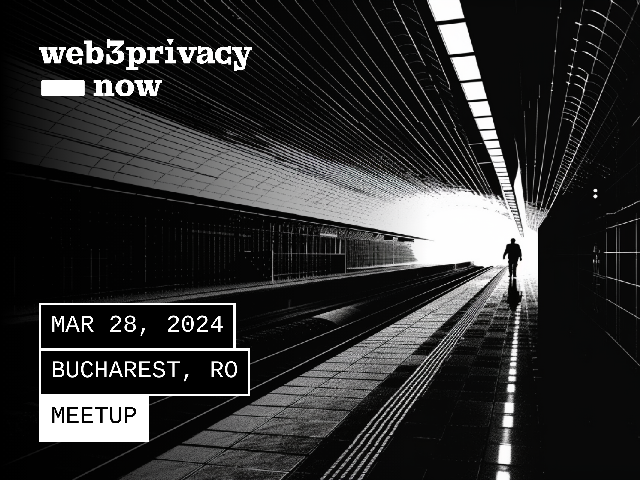 web3privacy
now
MAR 28, 2024
BUCHAREST, RO
MEETUP